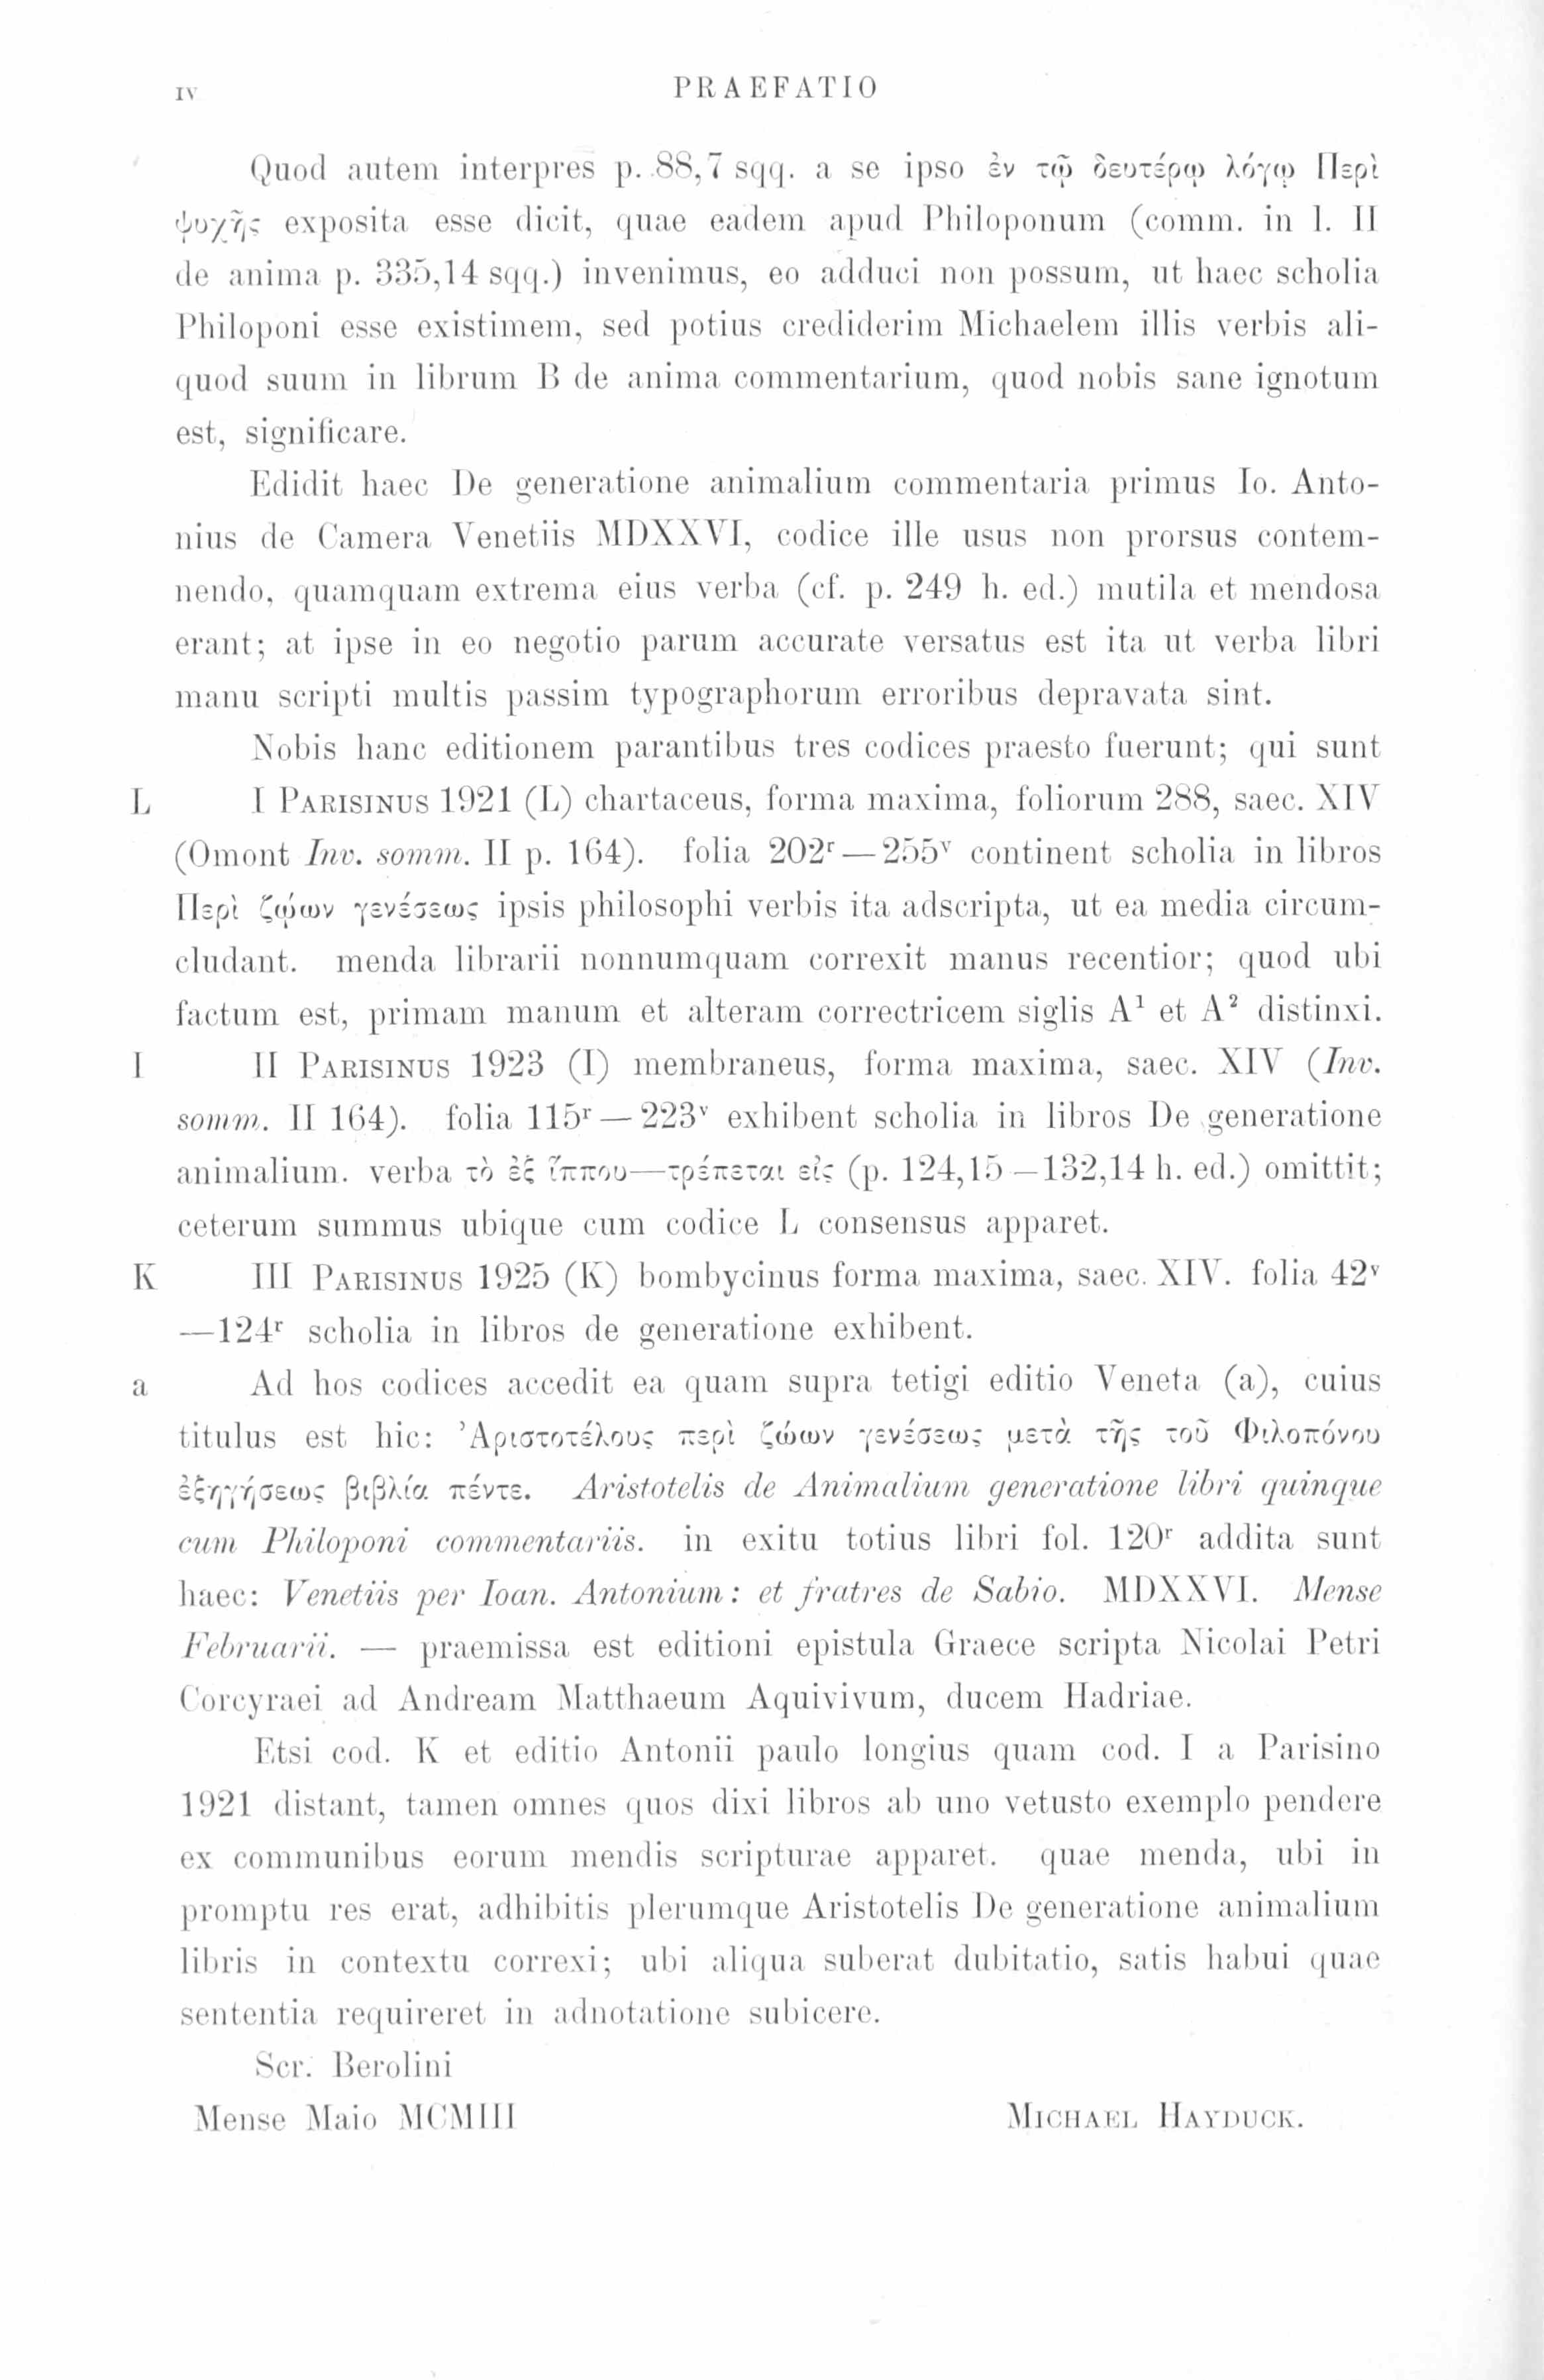 IV PRAEFATIO
Quod autem interpres p. 88,7 sqq. a se ipso ἐν τῷ δευτέρῳ λόγῳ Περὶ
ψυχῆς exposita esse dicit, quae eadem apud Philoponum (comm. in l. II
de anima p. 335,14 sqq.) invenimus, eo adduci non possum, ut haec scholia
Philoponi esse existimem, sed potius crediderim Michaelem illis verbis ali-
quod suum in librum B de anima commentarium, quod nobis sane ignotum
est, significare.
Edidit haec De generatione animalium commentaria primus Io. Anto-
nius de Camera Venetiis MDXXVI, codice ille usus non prorsus contem-
nendo, quamquam extrema eius verba (cf. p. 249 h. ed.) mutila et mendosa
erant; at ipse in eo negotio parum accurate versatus est ita ut verba libri
manu scripti multis passim typographorum erroribus depravata sint.
Nobis hanc editionem parantibus tres codices praesto fuerunt; qui sunt
L I PARISINUS 1921 (L) chartaceus, forma maxima, foliorum 288, saec. XIV
(Omont Inv. somm. II p. 164). folia 202ʳ — 255ᵛ continent scholia in libros
Περὶ ζῴων γενέσεως ipsis philosophi verbis ita adscripta, ut ea media circum-
cludant. menda librarii nonnumquam correxit manus recentior; quod ubi
factum est, primam manum et alteram correctricem siglis A¹ et A² distinxi.
I II PARISINUS 1923 (I) membraneus, forma maxima, saec. XIV (Inv.
somm. II 164). folia 115ʳ — 223ᵛ exhibent scholia in libros De generatione
animalium. verba τὸ ἐξ ἵππου—τρέπεται εἰς (p. 124,15 —132,14 h. ed.) omittit;
ceterum summus ubique cum codice L consensus apparet.
K III PARISINUS 1925 (K) bombycinus forma maxima, saec. XIV. folia 42ᵛ
—124ʳ scholia in libros de generatione exhibent.
a Ad hos codices accedit ea quam supra tetigi editio Veneta (a), cuius
titulus est hic: Ἀριστοτέλους περὶ ζώων γενέσεως μετὰ τῆς τοῦ Φιλοπόνου
ἐξηγήσεως βιβλία πέντε. Aristotelis de Animalium generatione libri quinque
cum Philoponi commentariis. in exitu totius libri fol. 120ʳ addita sunt
haec: Venetiis per Ioan. Antonium: et fratres de Sabio. MDXXVI. Mense
Februarii. — praemissa est editioni epistula Graece scripta Nicolai Petri
Corcyraei ad Andream Matthaeum Aquivivum, ducem Hadriae.
Etsi cod. K et editio Antonii paulo longius quam cod. I a Parisino
1921 distant, tamen omnes quos dixi libros ab uno vetusto exemplo pendere
ex communibus eorum mendis scripturae apparet. quae menda, ubi in
promptu res erat, adhibitis plerumque Aristotelis De generatione animalium
libris in contextu correxi; ubi aliqua suberat dubitatio, satis habui quae
sententia requireret in adnotatione subicere.
Scr. Berolini
Mense Maio MCMIII MICHAEL HAYDUCK.